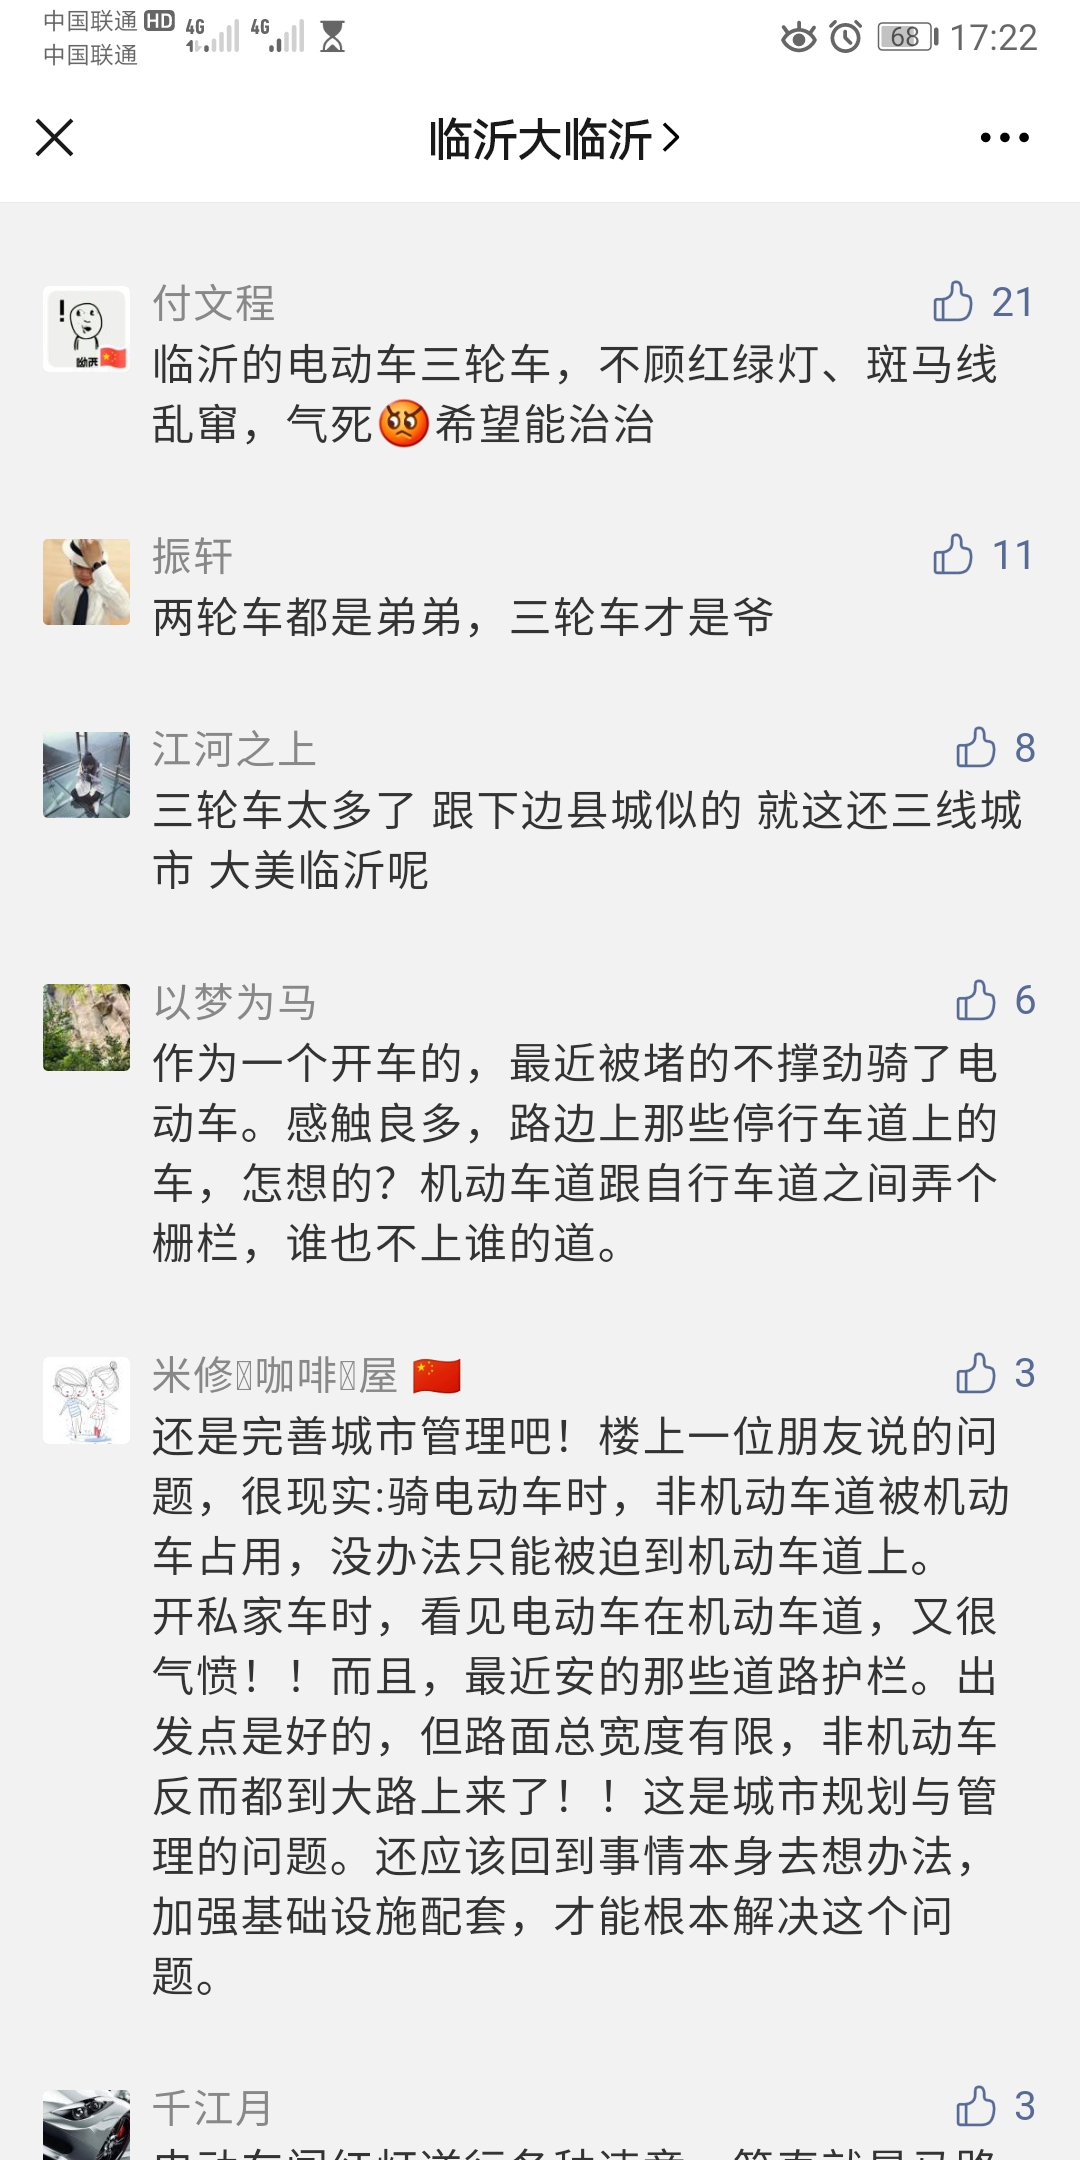 中国联通 HD 4G 4G 68 17:22
中国联通
临沂大临沂
付文程 21
临沂的电动车三轮车，不顾红绿灯、斑马线
乱窜，气死😡希望能治治
振轩 11
两轮车都是弟弟，三轮车才是爷
江河之上 8
三轮车太多了 跟下边县城似的 就这还三线城
市 大美临沂呢
以梦为马 6
作为一个开车的，最近被堵的不撑劲骑了电
动车。感触良多，路边上那些停行车道上的
车，怎想的？机动车道跟自行车道之间弄个
栅栏，谁也不上谁的道。
米修咖啡屋 🇨🇳 3
还是完善城市管理吧！楼上一位朋友说的问
题，很现实:骑电动车时，非机动车道被机动
车占用，没办法只能被迫到机动车道上。
开私家车时，看见电动车在机动车道，又很
气愤！！而且，最近安的那些道路护栏。出
发点是好的，但路面总宽度有限，非机动车
反而都到大路上来了！！这是城市规划与管
理的问题。还应该回到事情本身去想办法，
加强基础设施配套，才能根本解决这个问
题。
千江月 3